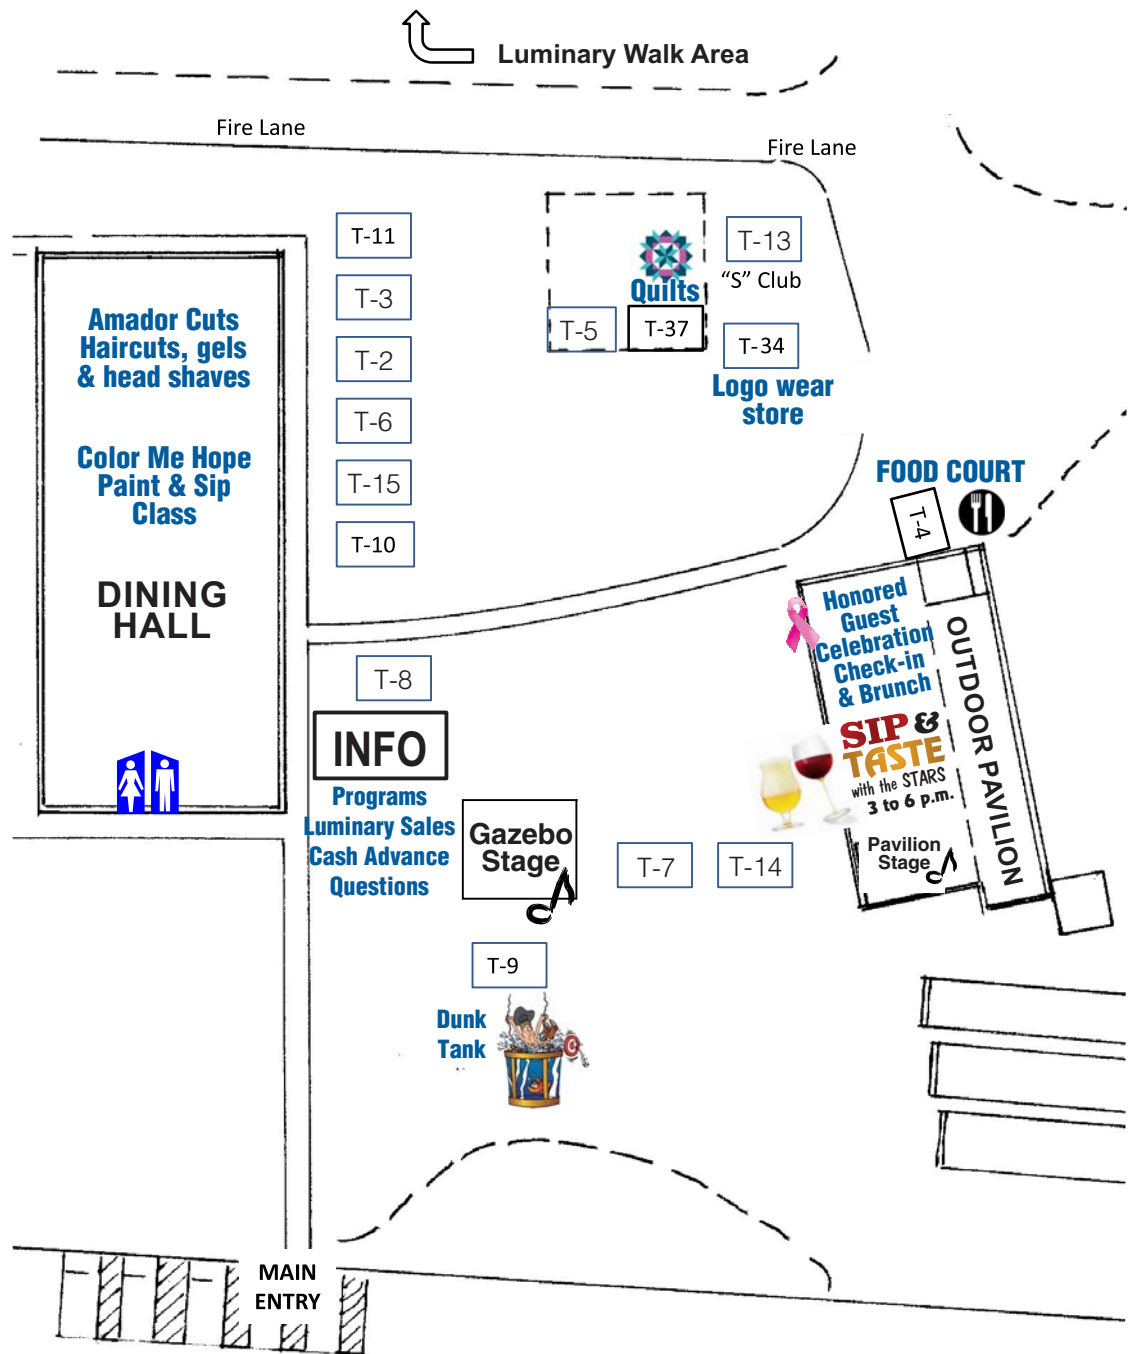 Luminary Walk Area
Fire Lane
Fire Lane
T-11
T-3
T-2
T-6
T-15
T-10
Quilts
T-5
T-37
T-13
“S” Club
T-34
Logo wear
store
Amador Cuts
Haircuts, gels
& head shaves
Color Me Hope
Paint & Sip
Class
DINING
HALL
FOOD COURT
T-4
Honored
Guest
Celebration
Check-in
& Brunch
SIP &
TASTE
with the STARS
3 to 6 p.m.
Pavilion
Stage
OUTDOOR PAVILION
T-8
INFO
Programs
Luminary Sales
Cash Advance
Questions
Gazebo
Stage
T-7
T-14
T-9
Dunk
Tank
MAIN
ENTRY